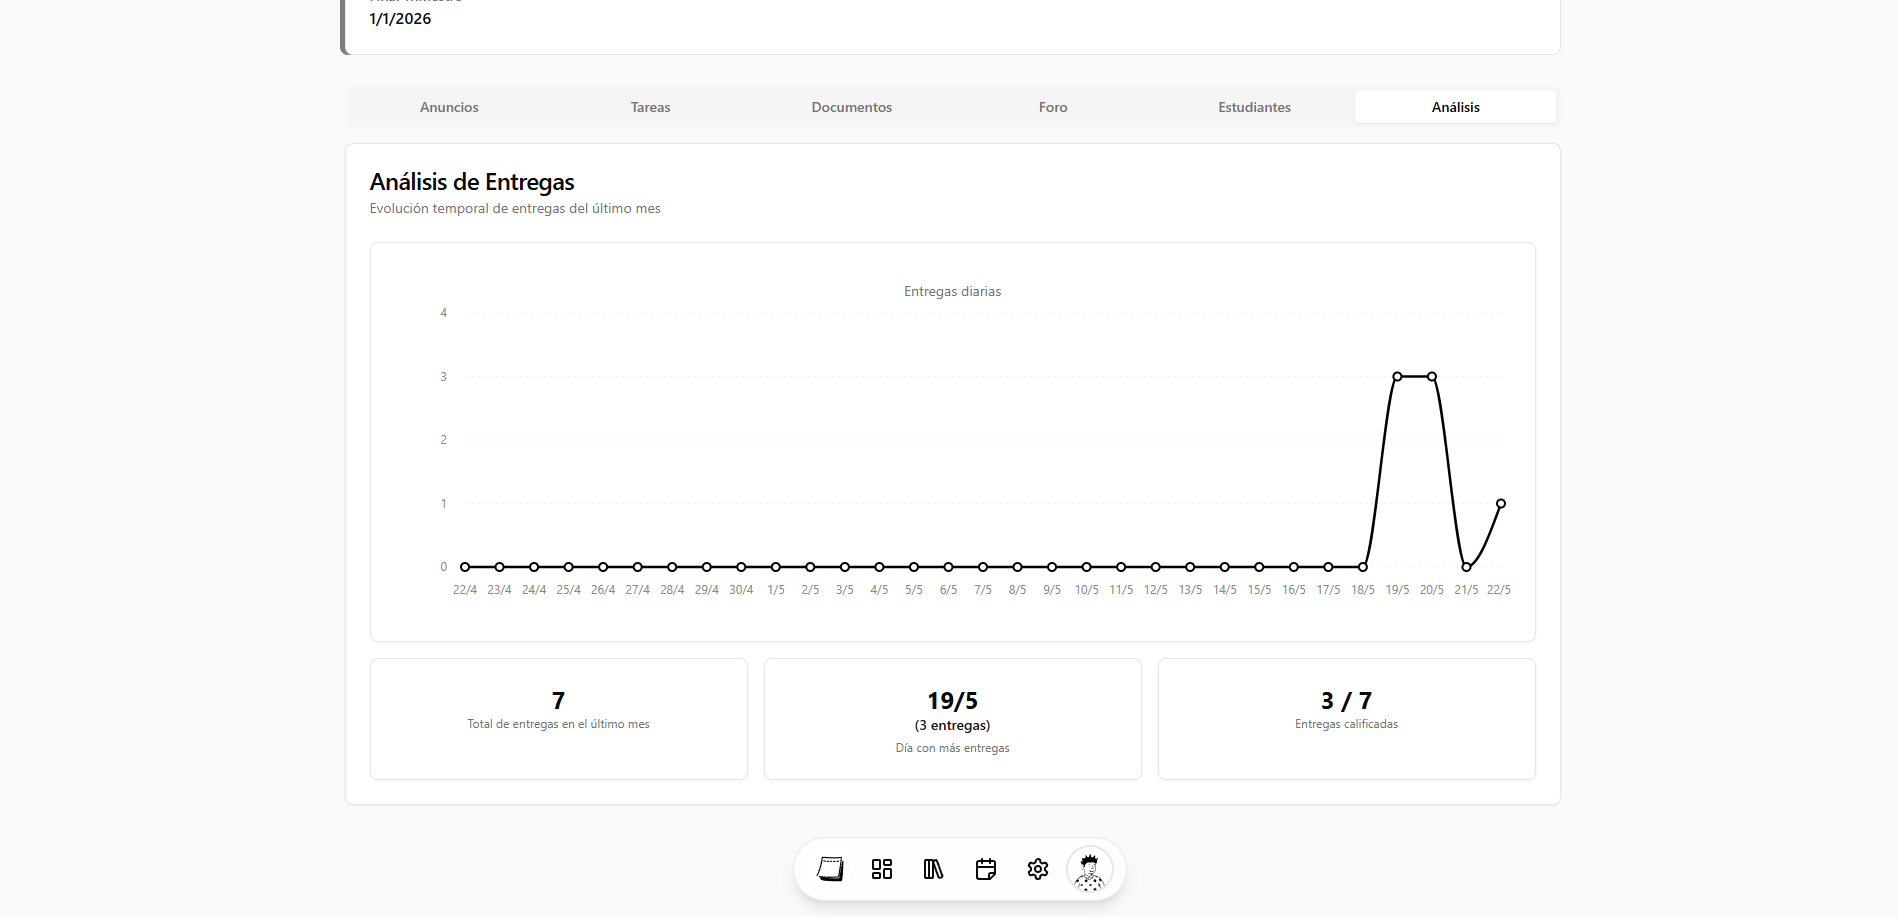 1/1/2026
Anuncios
Tareas
Documentos
Foro
Estudiantes
Análisis
Análisis de Entregas
Evolución temporal de entregas del último mes
Entregas diarias
4
3
2
1
0
22/4 23/4 24/4 25/4 26/4 27/4 28/4 29/4 30/4 1/5 2/5 3/5 4/5 5/5 6/5 7/5 8/5 9/5 10/5 11/5 12/5 13/5 14/5 15/5 16/5 17/5 18/5 19/5 20/5 21/5 22/5
7
Total de entregas en el último mes
19/5
(3 entregas)
Día con más entregas
3 / 7
Entregas calificadas